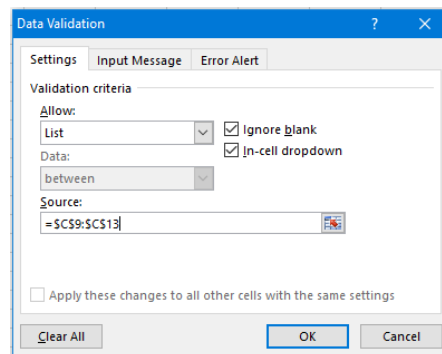 Data Validation ? ×
Settings Input Message Error Alert
Validation criteria
Allow:
List
Ignore blank
Data:
In-cell dropdown
between
Source:
=$C$9:$C$13
Apply these changes to all other cells with the same settings
Clear All OK Cancel